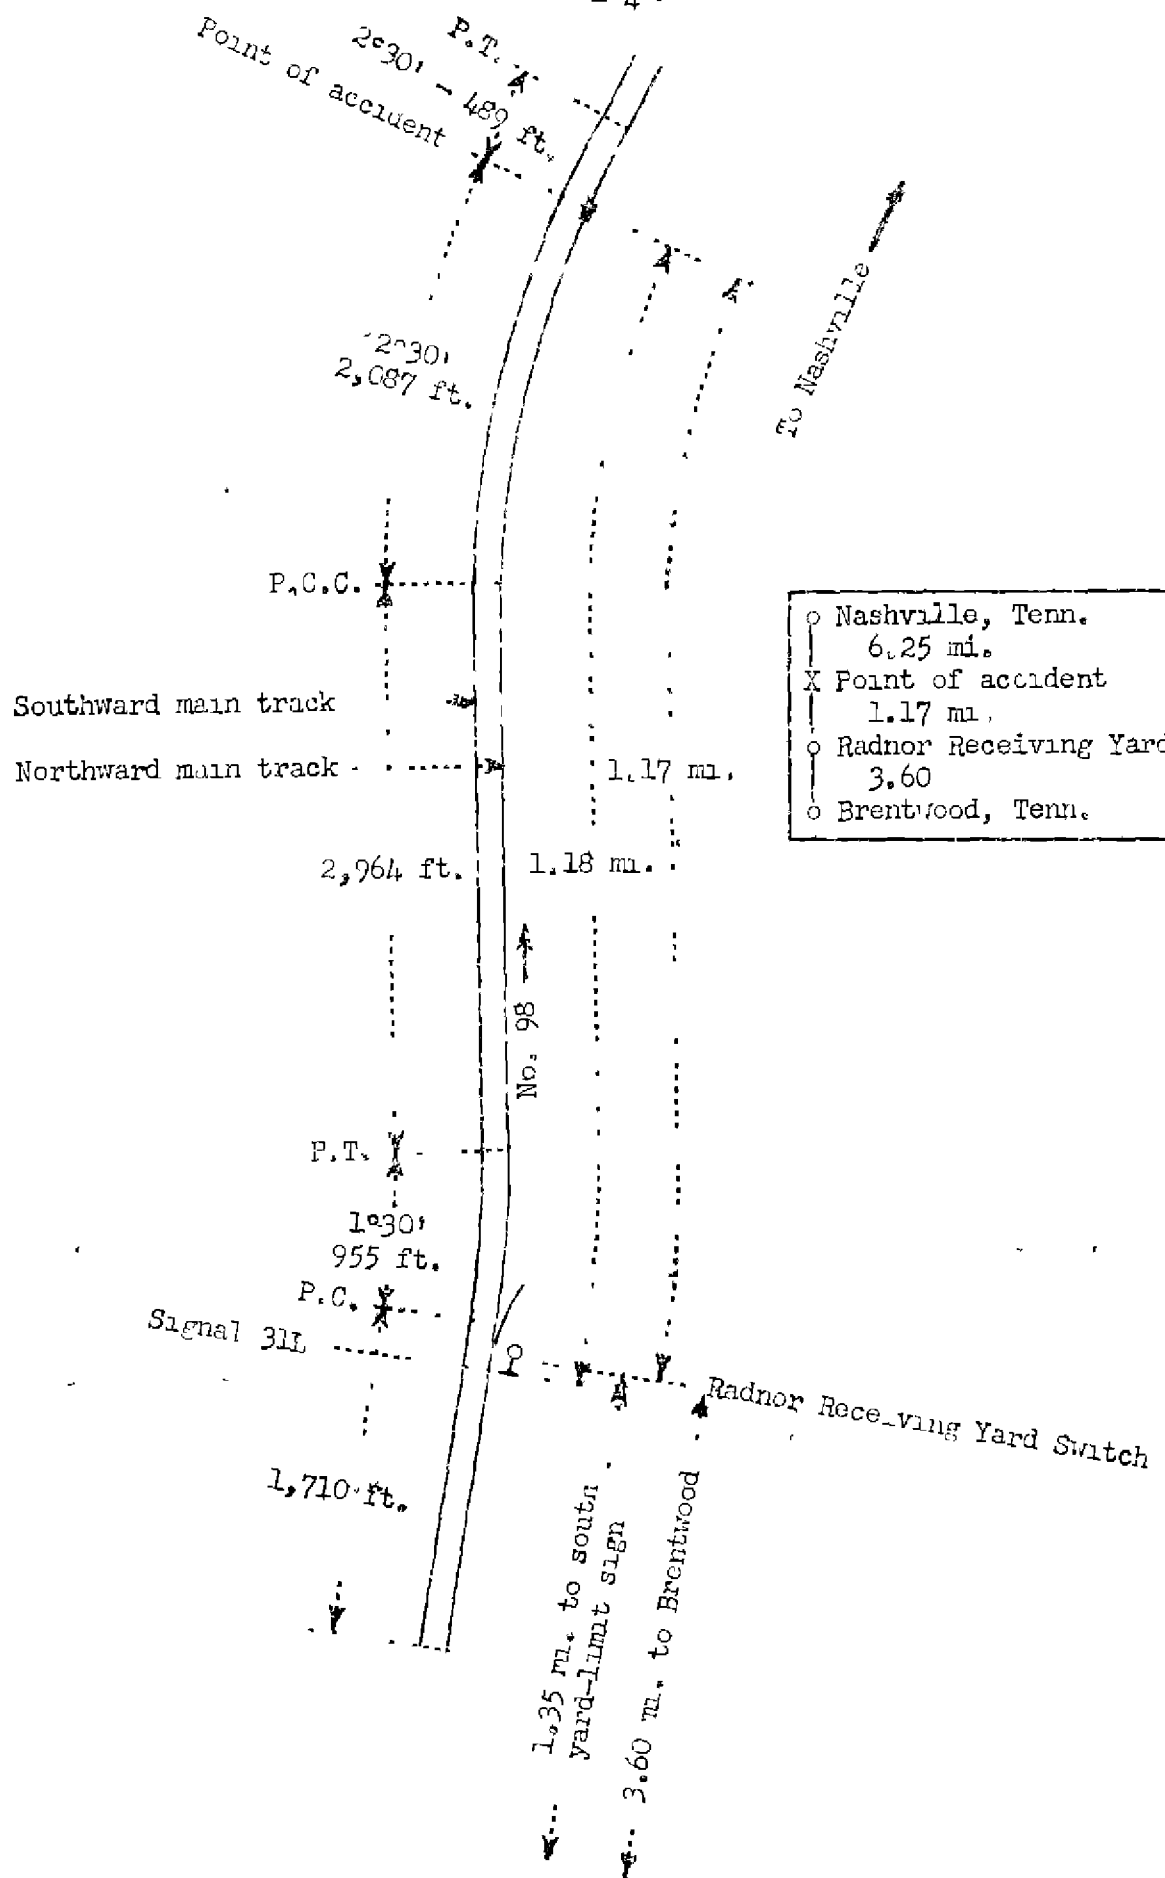 - 4 -
P.T.
2°30' - 489 ft.
Point of accident
To Nashville
2°30'
2,087 ft.
P.C.C.
Nashville, Tenn.
6.25 mi.
X Point of accident
1.17 mi.
Radnor Receiving Yard
3.60
Brentwood, Tenn.
Southward main track
Northward main track
1.17 mi.
2,964 ft.
1.18 mi.
No. 98
P.T.
1°30'
955 ft.
P.C.
Signal 31L
Radnor Receiving Yard Switch
1,710 ft.
1.35 mi. to south
yard-limit sign
3.60 mi. to Brentwood